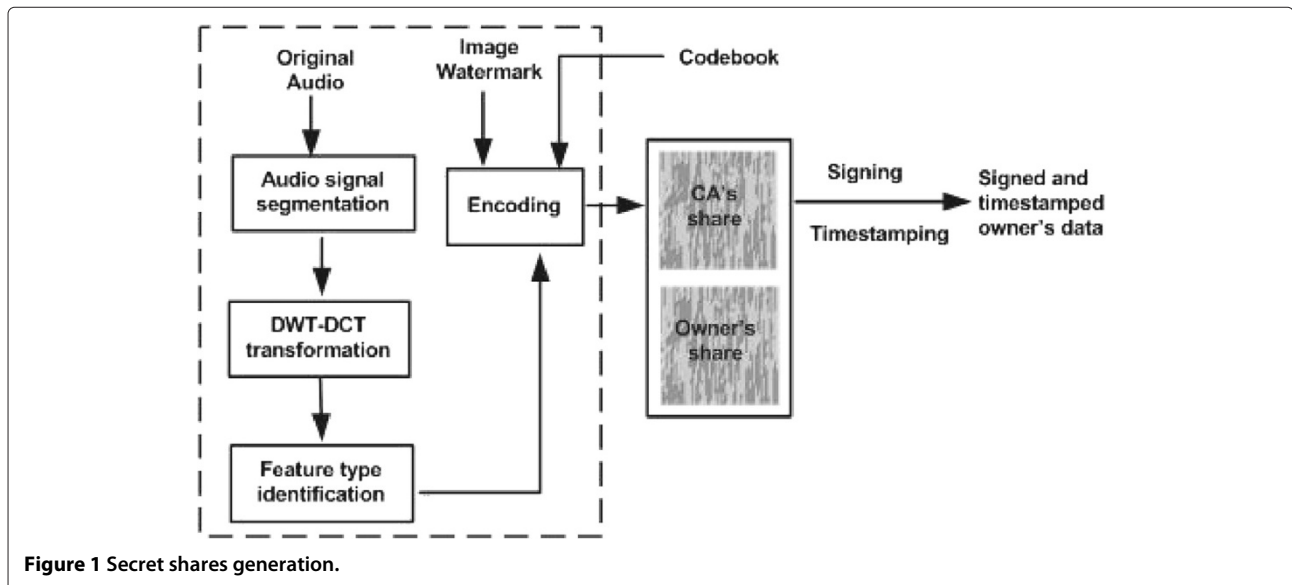 Original
Audio
Image
Watermark
Codebook
Audio signal
segmentation
Encoding
CA's
share
Signing
Timestamping
Signed and
timestamped
owner's data
DWT-DCT
transformation
Owner's
share
Feature type
identification
Figure 1 Secret shares generation.